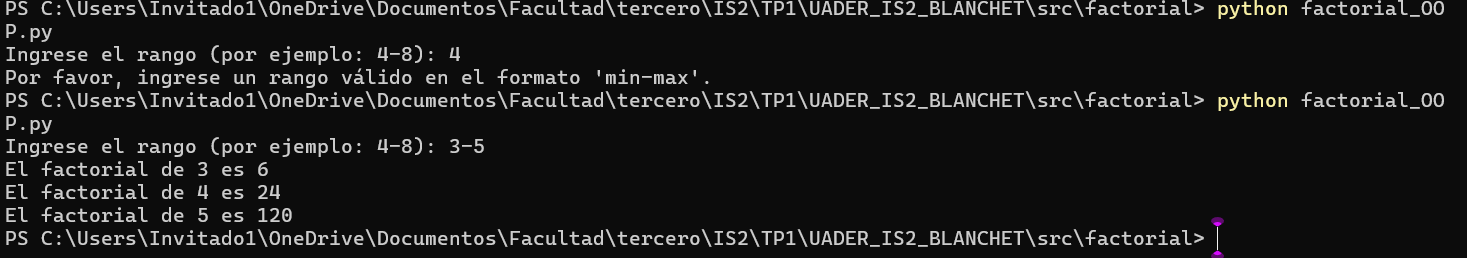 PS C:\Users\Invitado1\OneDrive\Documentos\Facultad\tercero\IS2\TP1\UADER_IS2_BLANCHET\src\factorial> python factorial_OO
P.py
Ingrese el rango (por ejemplo: 4-8): 4
Por favor, ingrese un rango válido en el formato 'min-max'.
PS C:\Users\Invitado1\OneDrive\Documentos\Facultad\tercero\IS2\TP1\UADER_IS2_BLANCHET\src\factorial> python factorial_OO
P.py
Ingrese el rango (por ejemplo: 4-8): 3-5
El factorial de 3 es 6
El factorial de 4 es 24
El factorial de 5 es 120
PS C:\Users\Invitado1\OneDrive\Documentos\Facultad\tercero\IS2\TP1\UADER_IS2_BLANCHET\src\factorial>